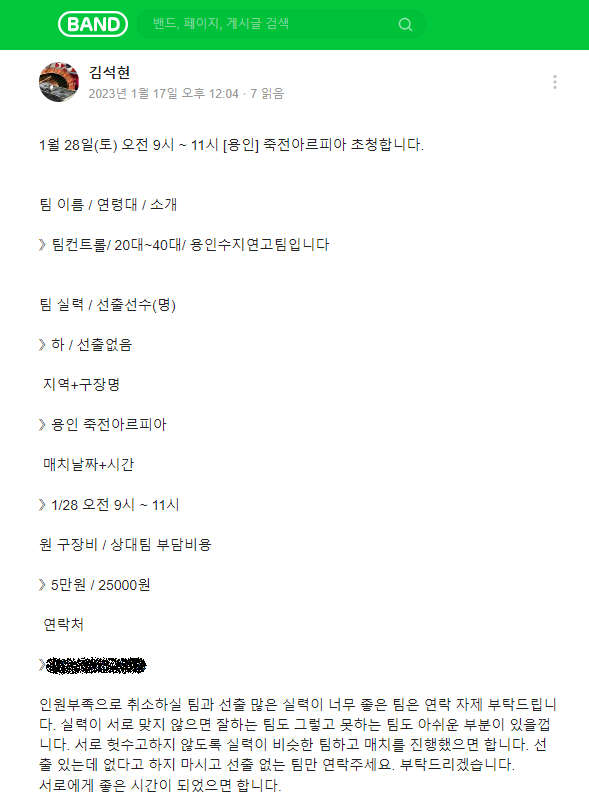 BAND
밴드, 페이지, 게시글 검색
김석현
2023년 1월 17일 오후 12:04 · 7 읽음
1월 28일(토) 오전 9시 ~ 11시 [용인] 죽전아르피아 초청합니다.
팀 이름 / 연령대 / 소개
》팀컨트롤/ 20대~40대/ 용인수지연고팀입니다
팀 실력 / 선출선수(명)
》하 / 선출없음
지역+구장명
》용인 죽전아르피아
매치날짜+시간
》1/28 오전 9시 ~ 11시
원 구장비 / 상대팀 부담비용
》5만원 / 25000원
연락처
》
인원부족으로 취소하실 팀과 선출 많은 실력이 너무 좋은 팀은 연락 자제 부탁드립니
다. 실력이 서로 맞지 않으면 잘하는 팀도 그렇고 못하는 팀도 아쉬운 부분이 있을껍
니다. 서로 헛수고하지 않도록 실력이 비슷한 팀하고 매치를 진행했으면 합니다. 선
출 있는데 없다고 하지 마시고 선출 없는 팀만 연락주세요. 부탁드리겠습니다.
서로에게 좋은 시간이 되었으면 합니다.